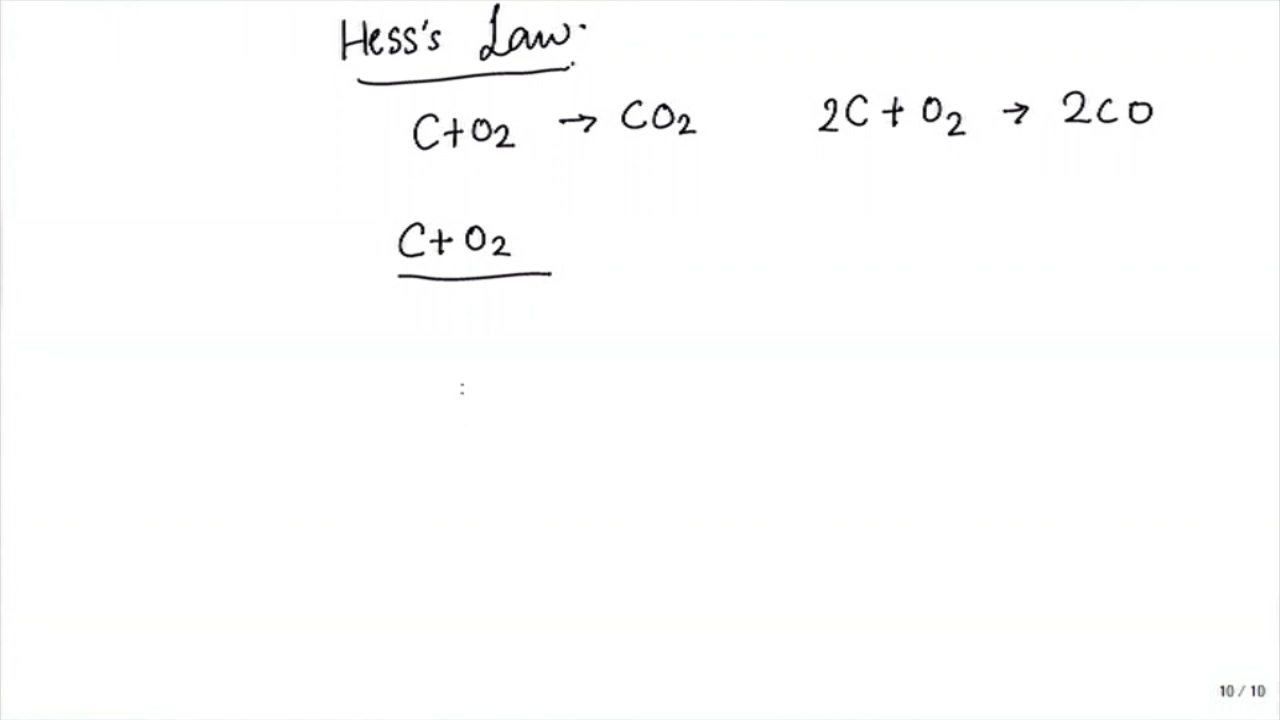 Hess's Law.
C+O2 → CO2    2C + O2 → 2CO
C+O2
10 / 10